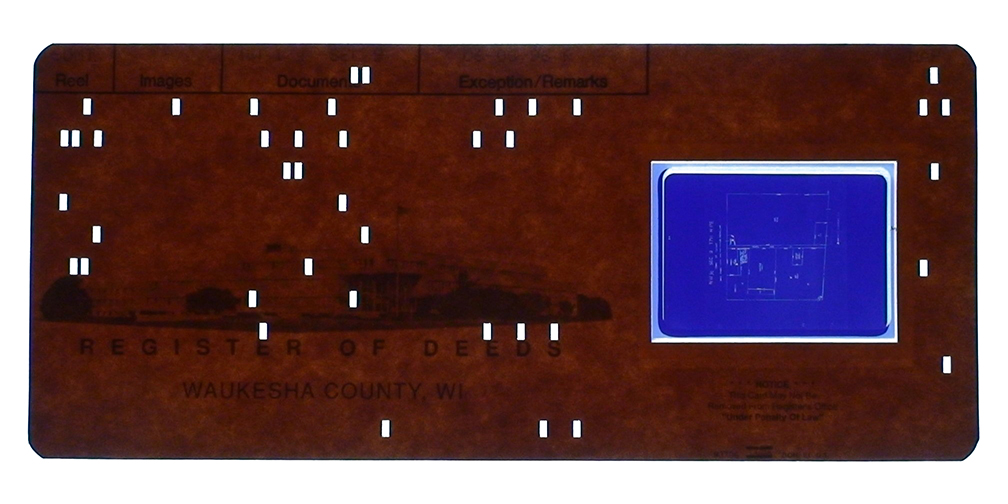 Reel Images Document Exception/Remarks
REGISTER OF DEEDS
WAUKESHA COUNTY, WI
* * * NOTICE * * *
This Card May Not Be
Removed From Registrars Office
"Under Penalty Of Law"